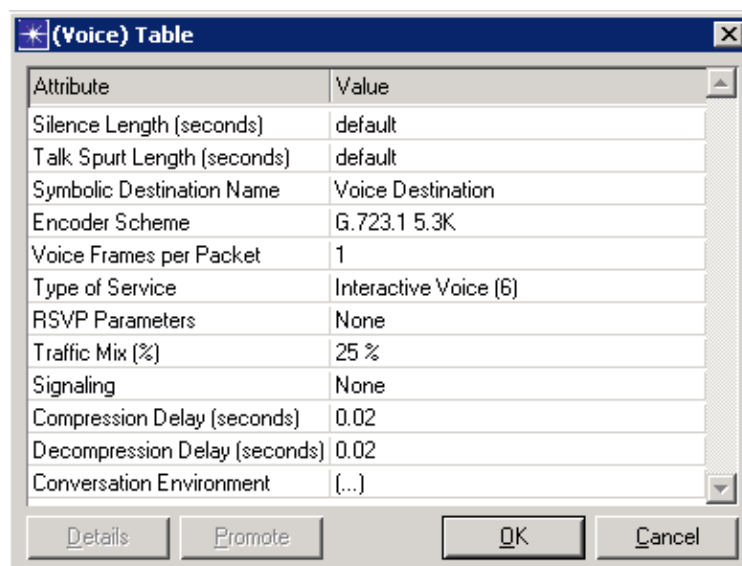 (Voice) Table
Attribute Value
Silence Length (seconds) default
Talk Spurt Length (seconds) default
Symbolic Destination Name Voice Destination
Encoder Scheme G.723.1 5.3K
Voice Frames per Packet 1
Type of Service Interactive Voice (6)
RSVP Parameters None
Traffic Mix (%) 25 %
Signaling None
Compression Delay (seconds) 0.02
Decompression Delay (seconds) 0.02
Conversation Environment (...)
Details Promote OK Cancel